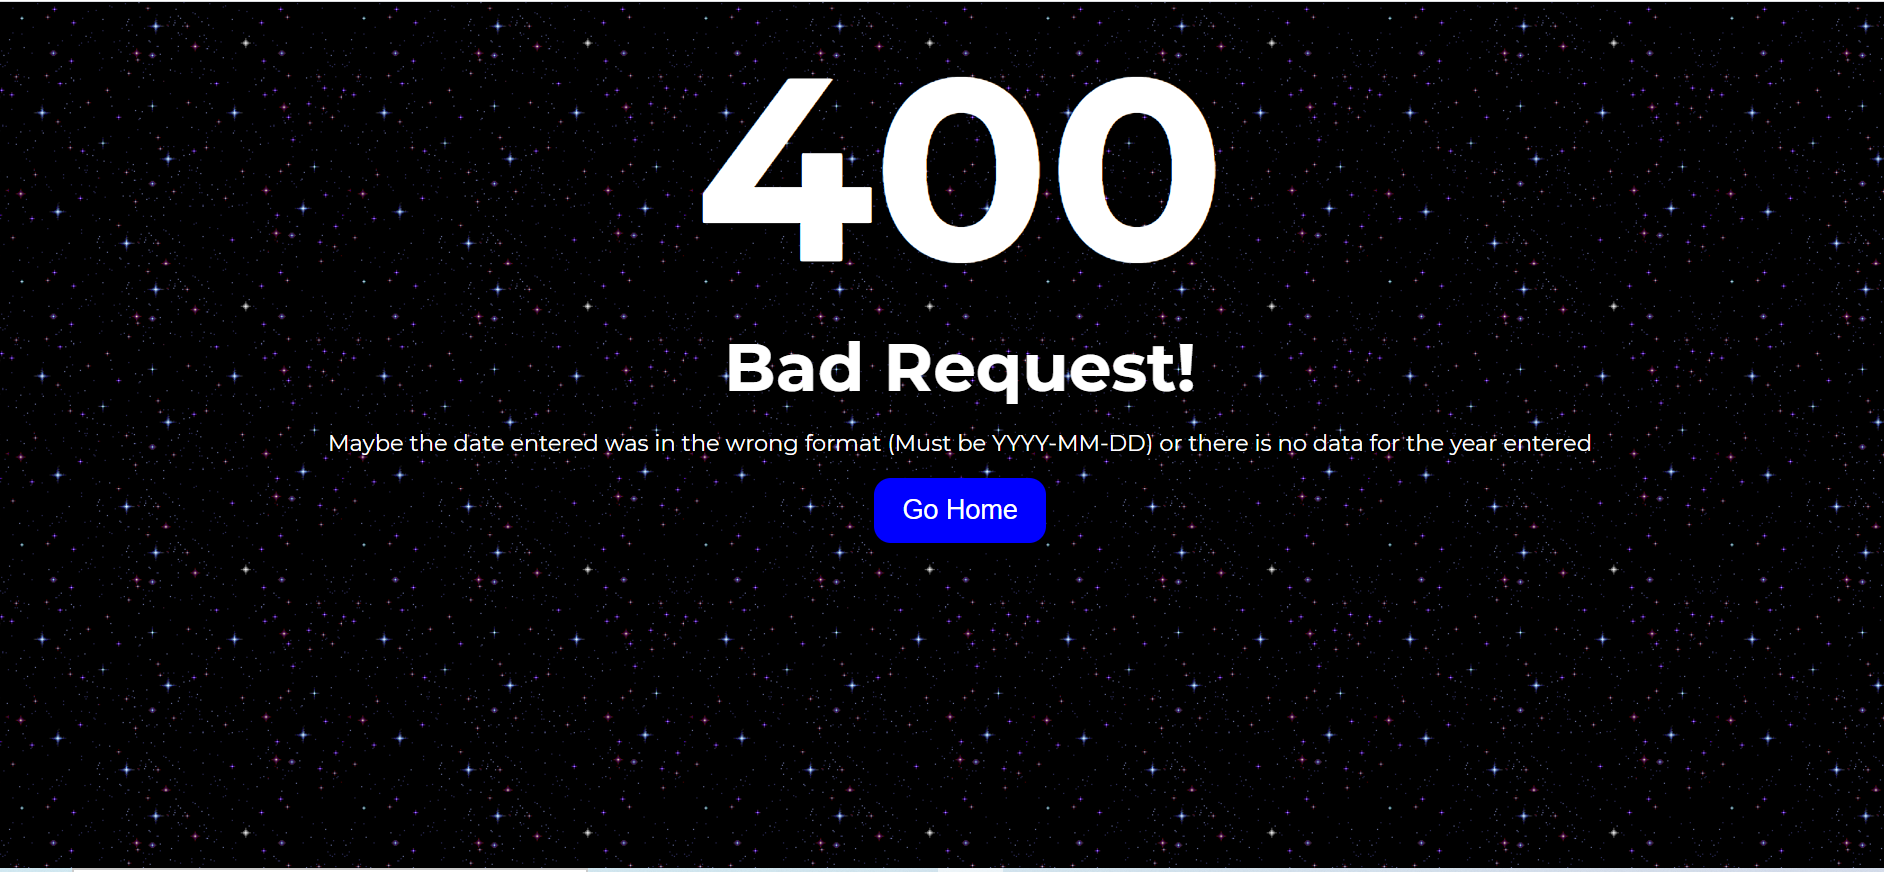 400
Bad Request!
Maybe the date entered was in the wrong format (Must be YYYY-MM-DD) or there is no data for the year entered
Go Home